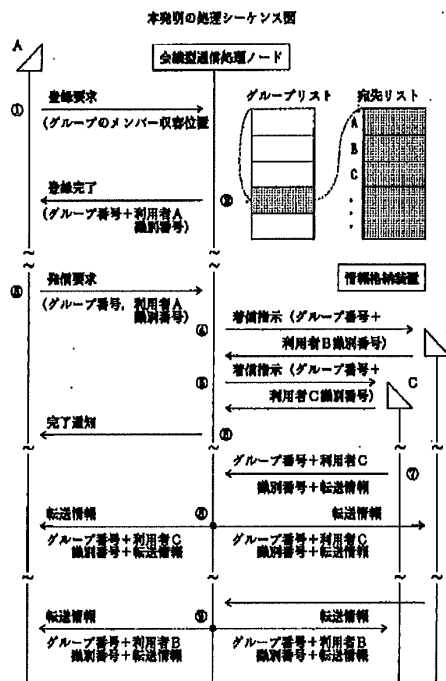 本発明の処理シーケンス図
A
会議型通信処理ノード
① 登録要求
(グループのメンバー収容位置
グループリスト
宛先リスト
A
B
C
・
・
・
登録完了
②
(グループ番号+利用者A
識別番号)
情報格納装置
③ 発信要求
(グループ番号,利用者A
識別番号)
④ 着信指示(グループ番号+
利用者B識別番号)
⑤ 着信指示(グループ番号+
利用者C識別番号)
C
完了通知
⑥
グループ番号+利用者C
⑦
識別番号+転送情報
転送情報
⑧
転送情報
グループ番号+利用者C
識別番号+転送情報
グループ番号+利用者C
識別番号+転送情報
転送情報
⑨
転送情報
グループ番号+利用者B
識別番号+転送情報
グループ番号+利用者B
識別番号+転送情報